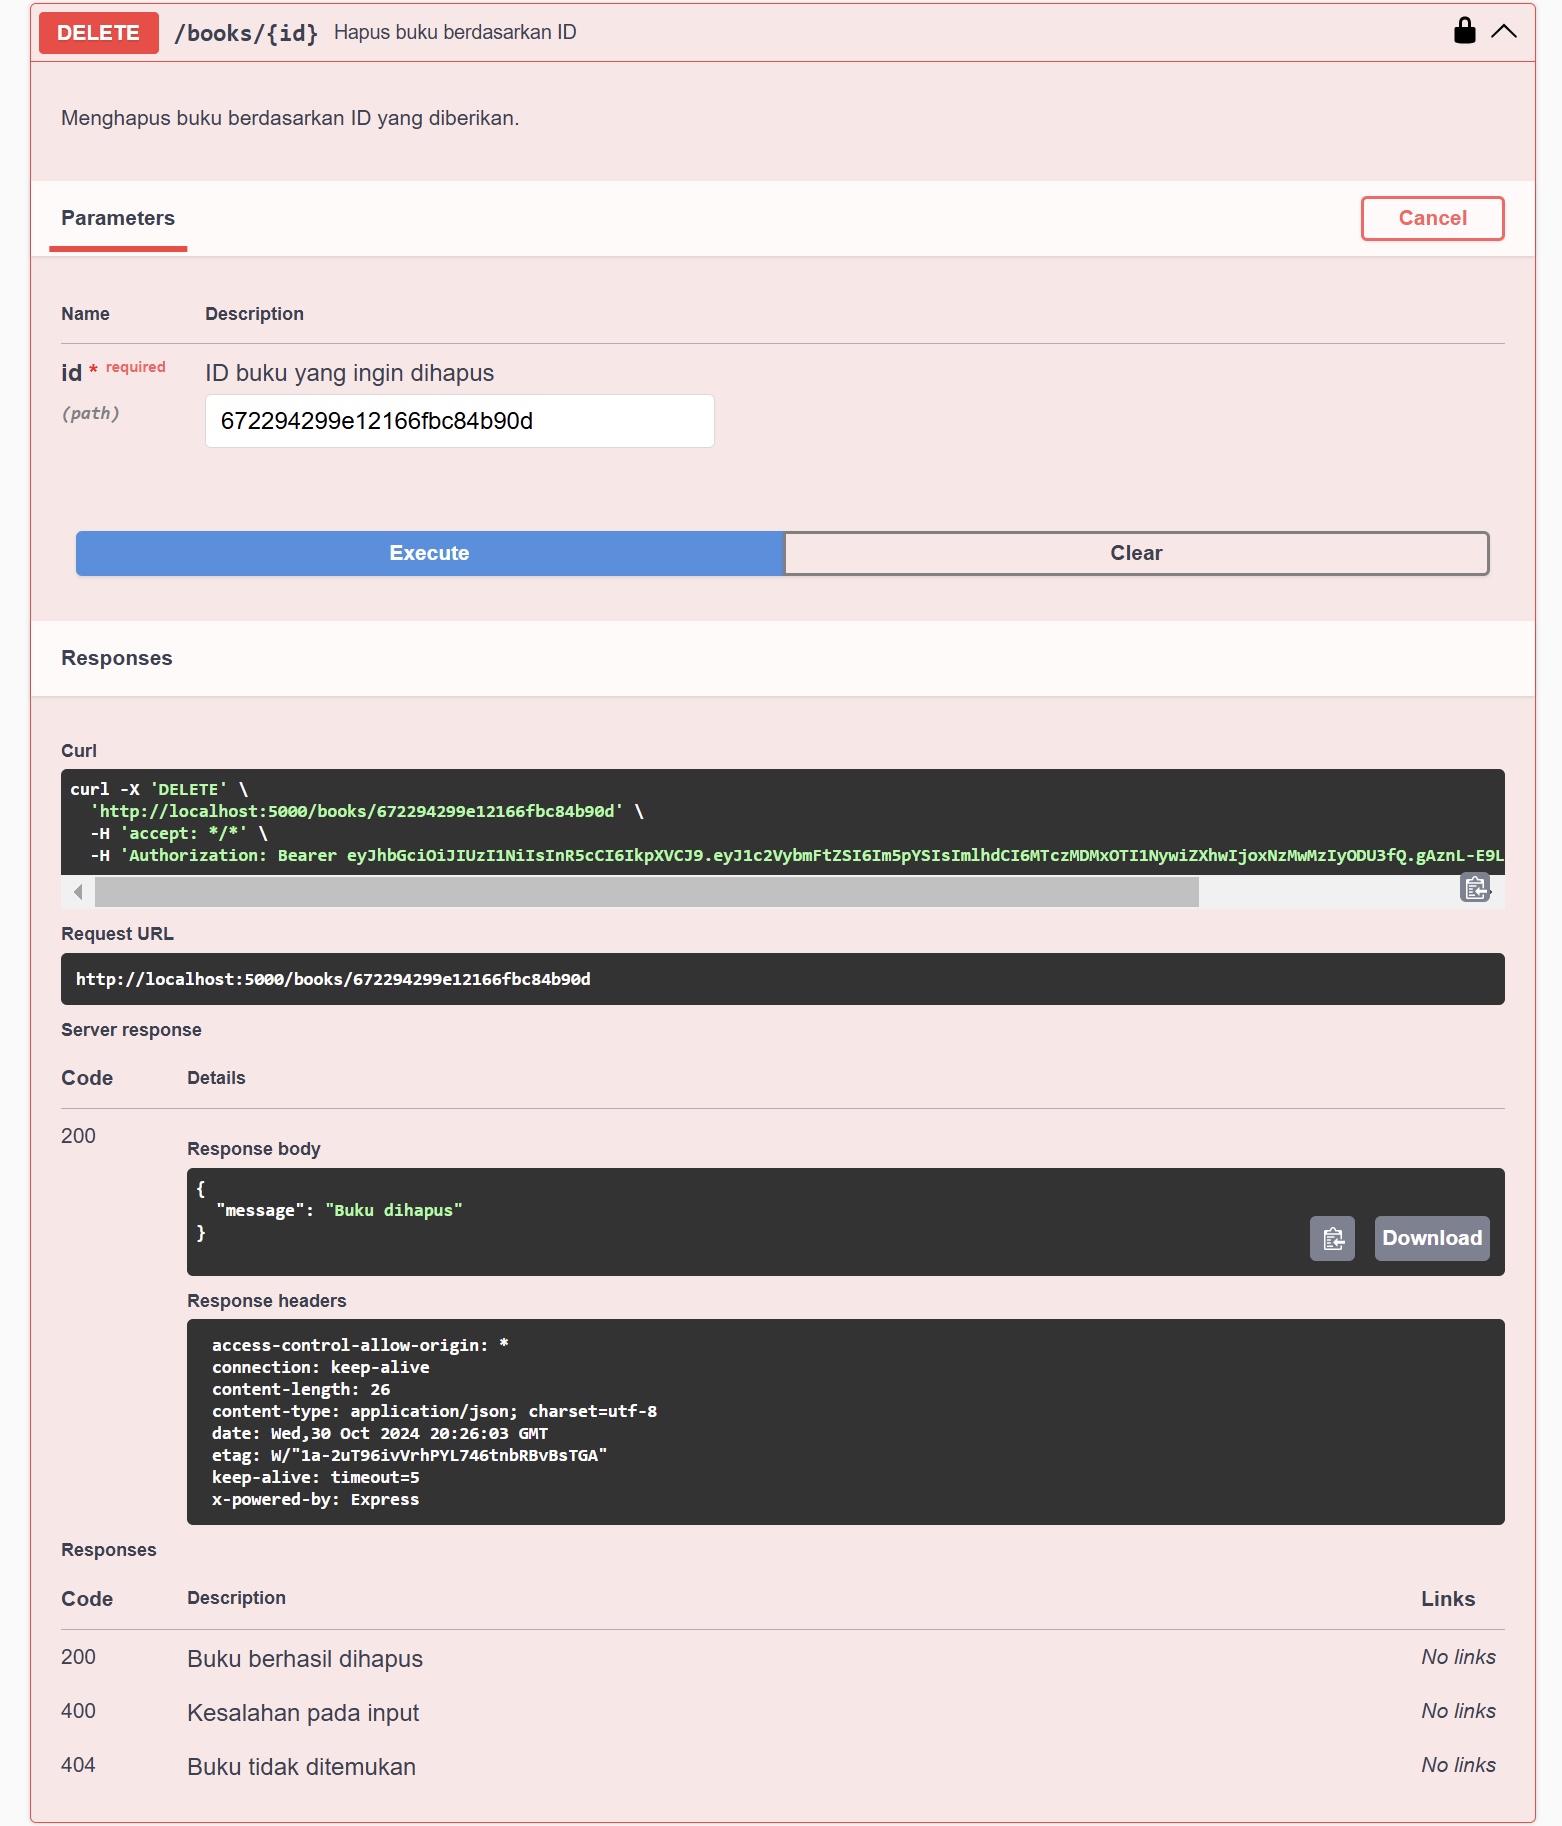 DELETE /books/{id} Hapus buku berdasarkan ID
Menghapus buku berdasarkan ID yang diberikan.
Parameters
Cancel
Name Description
id * required
(path)
ID buku yang ingin dihapus
672294299e12166fbc84b90d
Execute
Clear
Responses
Curl
curl -X 'DELETE' \
'http://localhost:5000/books/672294299e12166fbc84b90d' \
-H 'accept: */*' \
-H 'Authorization: Bearer eyJhbGciOiJIUzI1NiIsInR5cCI6IkpXVCJ9.eyJ1c2VybmFtZSI6Im5pYSIsImlhdCI6MTczMDMxOTI1NywiZXhwIjoxNzMwMzIyODU3fQ.gAznL-E9L
Request URL
http://localhost:5000/books/672294299e12166fbc84b90d
Server response
Code Details
200
Response body
{
"message": "Buku dihapus"
}
Download
Response headers
access-control-allow-origin: *
connection: keep-alive
content-length: 26
content-type: application/json; charset=utf-8
date: Wed,30 Oct 2024 20:26:03 GMT
etag: W/"1a-2uT96ivVrhPYL746tnbRBvBsTGA"
keep-alive: timeout=5
x-powered-by: Express
Responses
Code Description Links
200 Buku berhasil dihapus No links
400 Kesalahan pada input No links
404 Buku tidak ditemukan No links